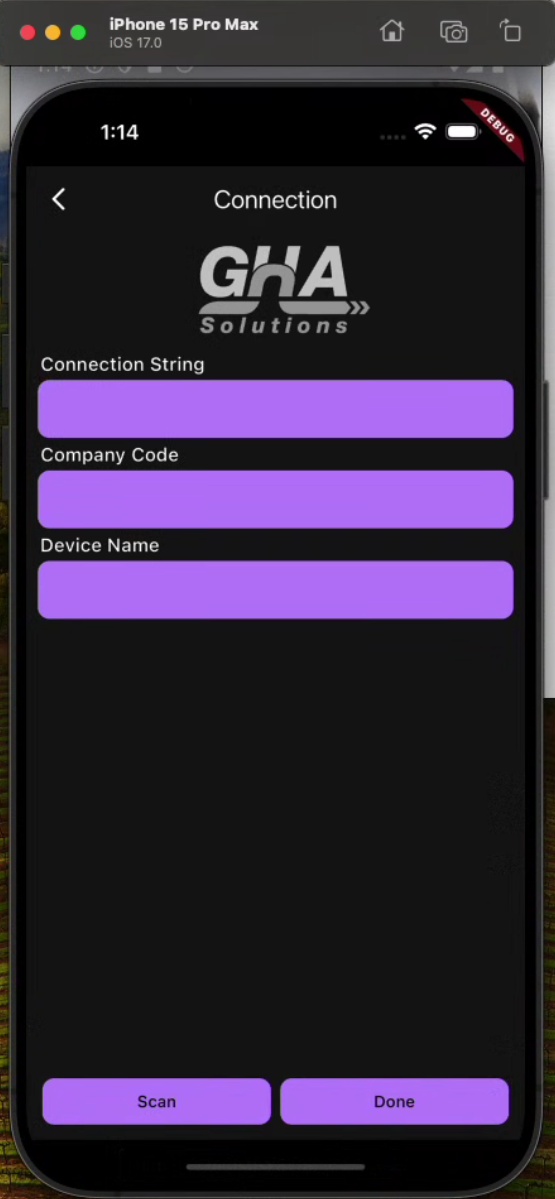 iPhone 15 Pro Max
iOS 17.0
1:14
DEBUG
Connection
GHA
Solutions
Connection String
Company Code
Device Name
Scan
Done